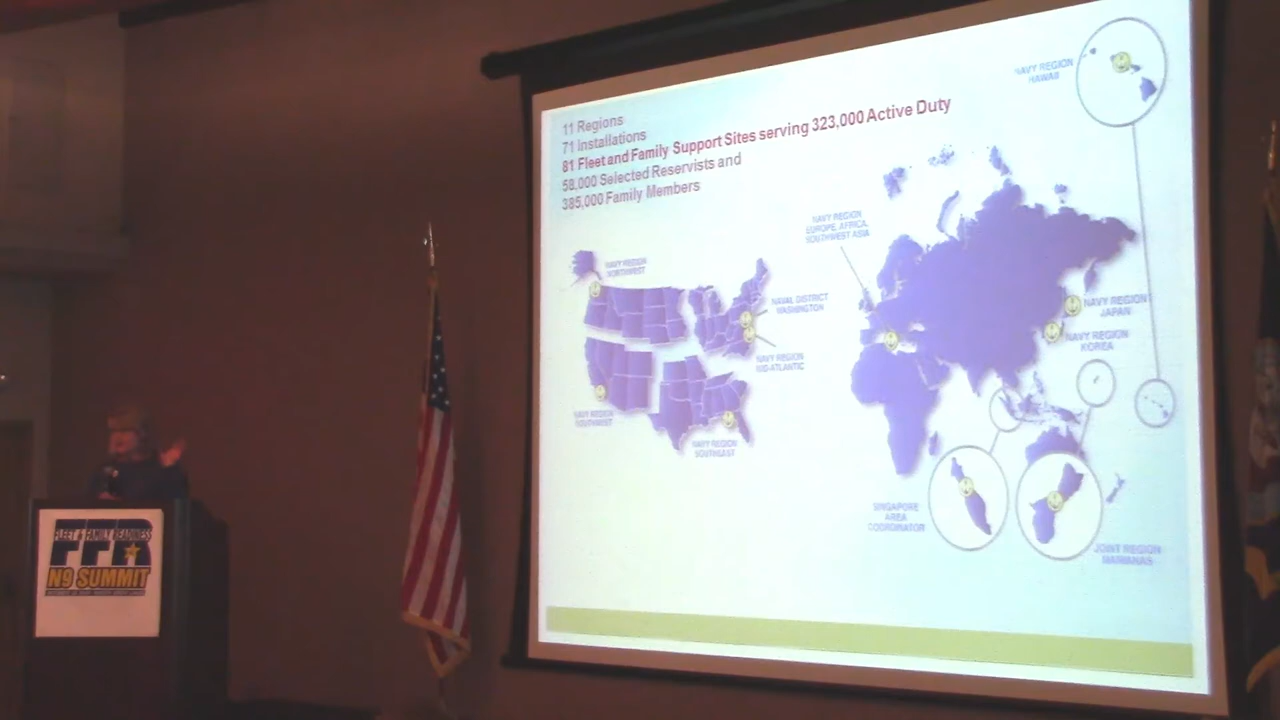 11 Regions
71 Installations
81 Fleet and Family Support Sites serving 323,000 Active Duty
58,000 Selected Reservists and
385,000 Family Members
NAVY REGION
HAWAII
NAVY REGION
EUROPE, AFRICA,
SOUTHWEST ASIA
NAVY REGION
NORTHWEST
NAVAL DISTRICT
WASHINGTON
NAVY REGION
JAPAN
NAVY REGION
KOREA
NAVY REGION
MID-ATLANTIC
NAVY REGION
SOUTHWEST
NAVY REGION
SOUTHEAST
SINGAPORE
AREA
COORDINATOR
JOINT REGION
MARIANAS
FLEET & FAMILY READINESS
FFR
N9 SUMMIT